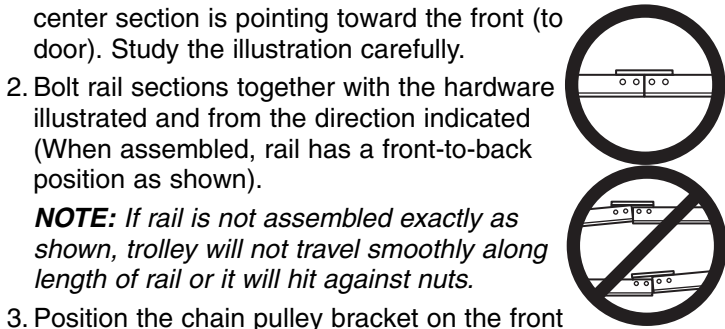 center section is pointing toward the front (to
door). Study the illustration carefully.
2. Bolt rail sections together with the hardware
illustrated and from the direction indicated
(When assembled, rail has a front-to-back
position as shown).
NOTE: If rail is not assembled exactly as
shown, trolley will not travel smoothly along
length of rail or it will hit against nuts.
3. Position the chain pulley bracket on the front